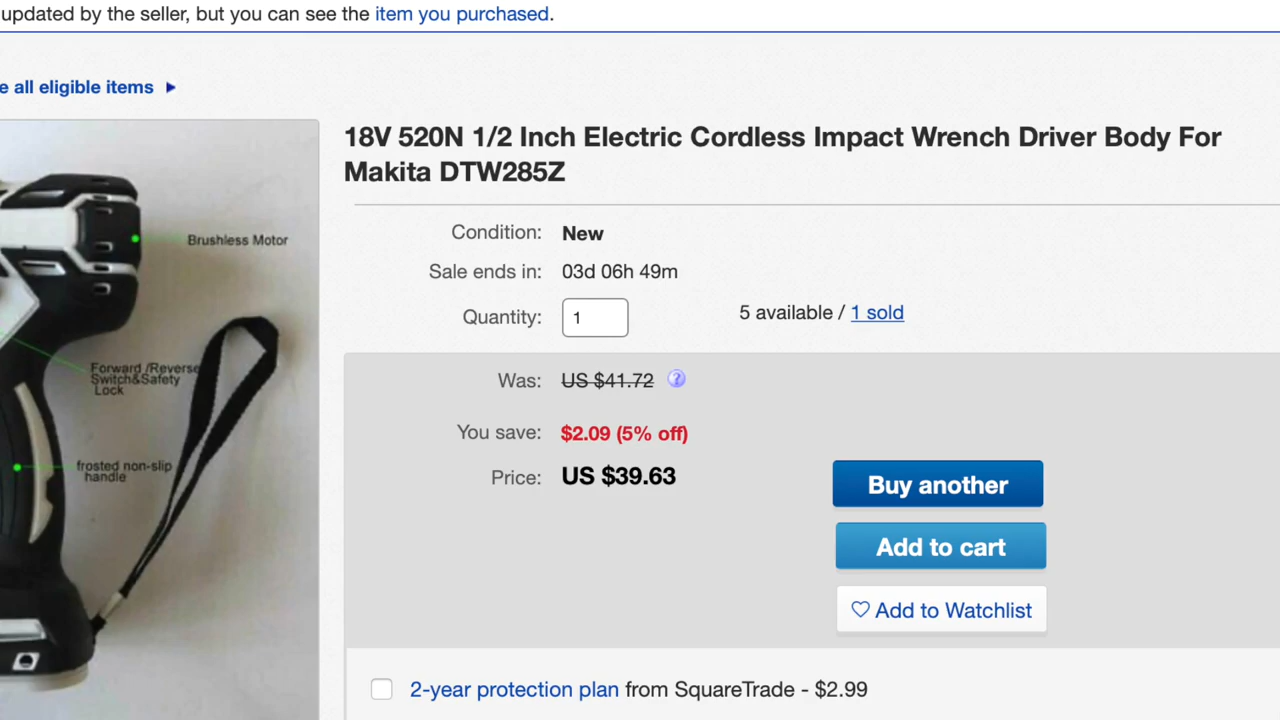 updated by the seller, but you can see the item you purchased.
e all eligible items
18V 520N 1/2 Inch Electric Cordless Impact Wrench Driver Body For
Makita DTW285Z
Brushless Motor
Condition: New
Sale ends in: 03d 06h 49m
Quantity: 1 5 available / 1 sold
Forward /Reverse
Switch&Safety
Lock
Was: US $41.72 ?
You save: $2.09 (5% off)
frosted non-slip
handle
Price: US $39.63
Buy another
Add to cart
Add to Watchlist
2-year protection plan from SquareTrade - $2.99